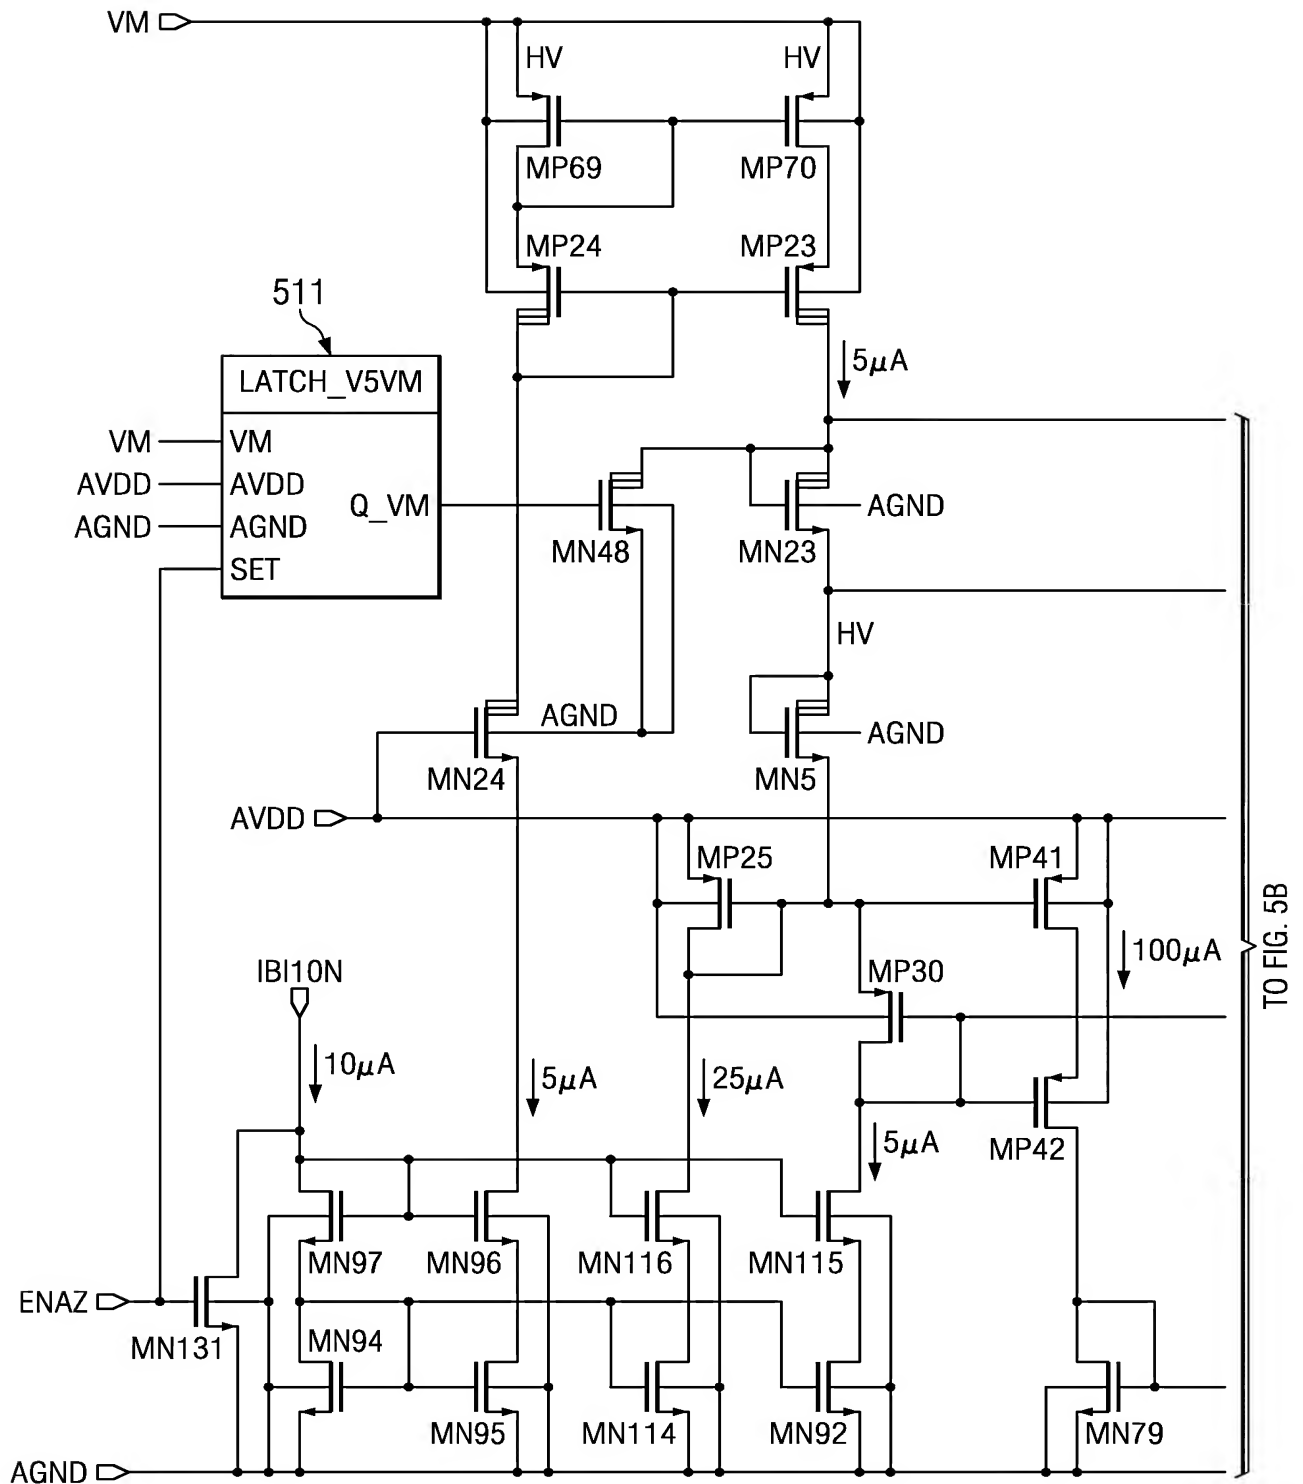 VM
HV
HV
MP69
MP70
MP24
MP23
511
5µA
LATCH_V5VM
VM
VM
AVDD
AVDD
Q_VM
AGND
AGND
AGND
SET
MN48
MN23
HV
AGND
AGND
MN24
MN5
AVDD
MP25
MP41
100µA
IBI10N
MP30
10µA
5µA
25µA
5µA
MP42
MN97
MN96
MN116
MN115
ENAZ
MN131
MN94
MN95
MN114
MN92
MN79
AGND
TO FIG. 5B